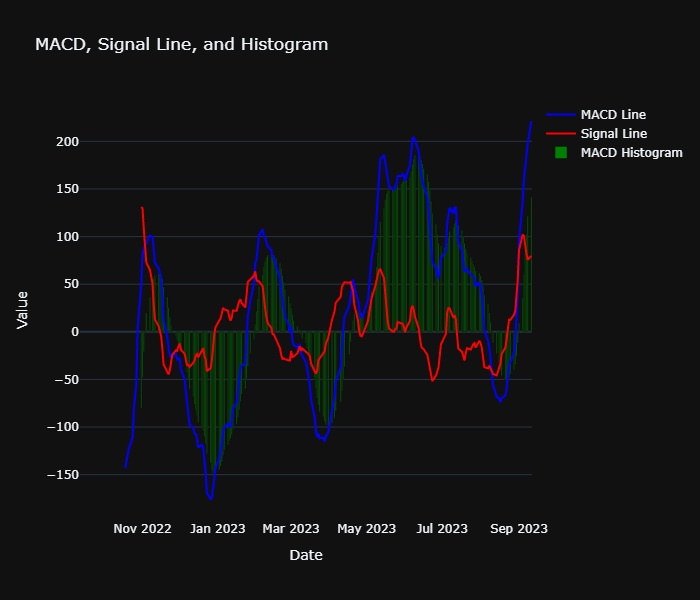 MACD, Signal Line, and Histogram
MACD Line
Signal Line
MACD Histogram
200
150
100
50
0
−50
−100
−150
Value
Nov 2022 Jan 2023 Mar 2023 May 2023 Jul 2023 Sep 2023
Date